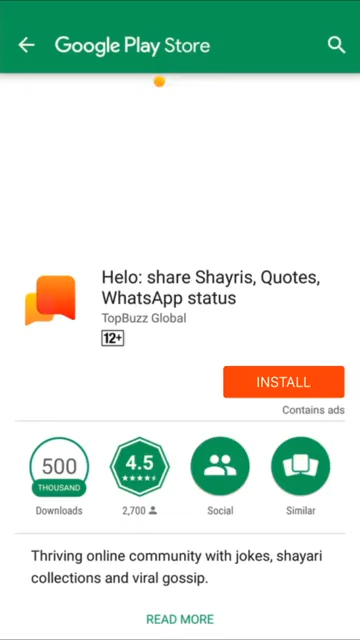 Google Play Store
Helo: share Shayris, Quotes,
WhatsApp status
TopBuzz Global
12+
INSTALL
Contains ads
500
THOUSAND
Downloads
4.5
2,700
Social
Similar
Thriving online community with jokes, shayari
collections and viral gossip.
READ MORE